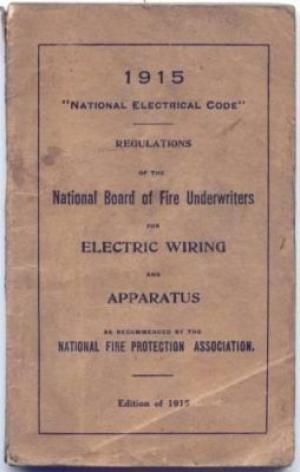 1915
"NATIONAL ELECTRICAL CODE"
REGULATIONS
OF THE
National Board of Fire Underwriters
FOR
ELECTRIC WIRING
AND
APPARATUS
AS RECOMMENDED BY THE
NATIONAL FIRE PROTECTION ASSOCIATION.
Edition of 1915